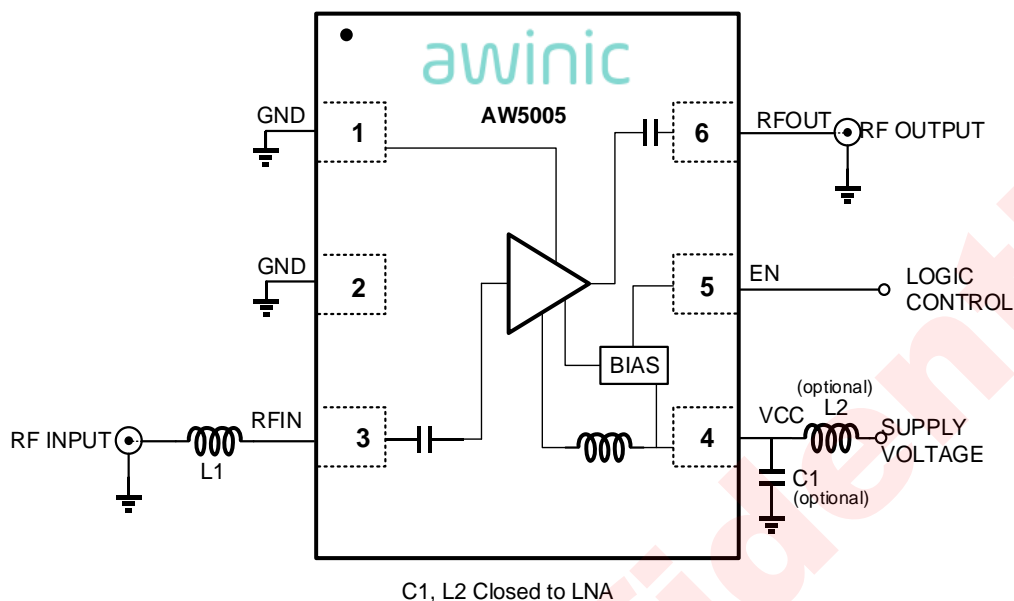 awinic
AW5005
GND
1
6
RFOUT
RF OUTPUT
GND
2
5
EN
LOGIC
CONTROL
BIAS
RF INPUT
L1
RFIN
3
4
VCC
(optional)
L2
SUPPLY
VOLTAGE
C1
(optional)
C1, L2 Closed to LNA
fident